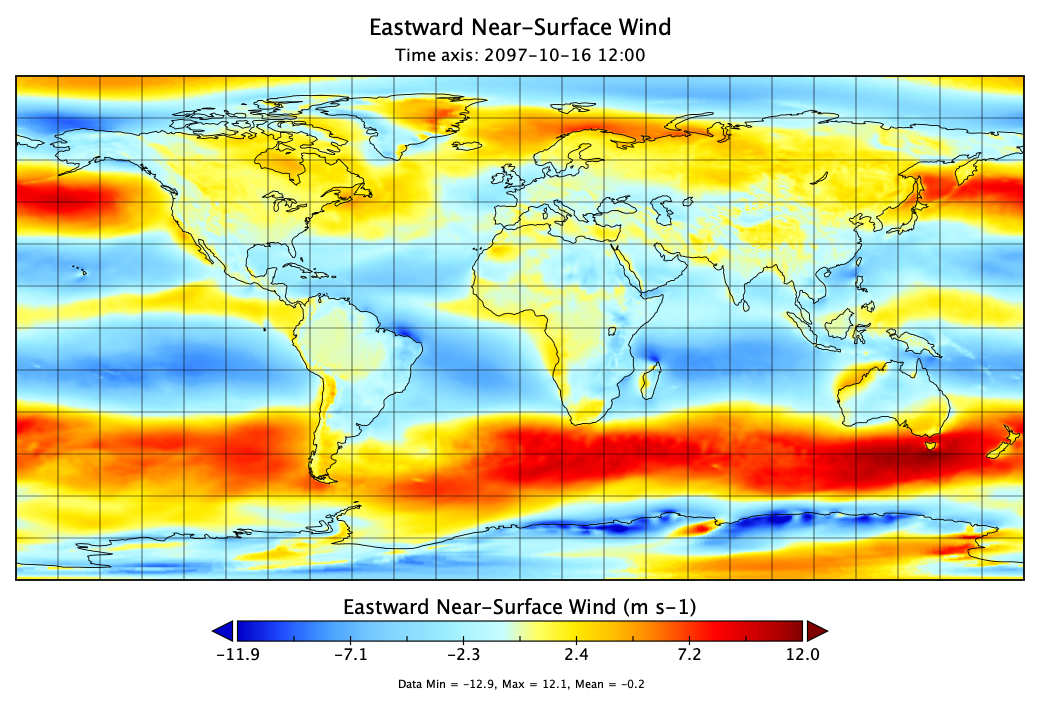 Eastward Near-Surface Wind
Time axis: 2097-10-16 12:00
Eastward Near-Surface Wind (m s-1)
-11.9 -7.1 -2.3 2.4 7.2 12.0
Data Min = -12.9, Max = 12.1, Mean = -0.2